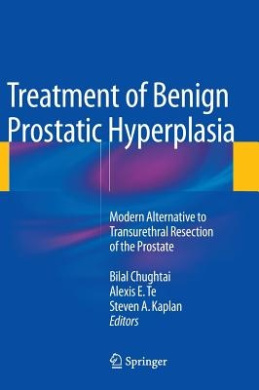 Treatment of Benign
Prostatic Hyperplasia
Modern Alternative to
Transurethral Resection
of the Prostate
Bilal Chughtai
Alexis E. Te
Steven A. Kaplan
Editors
Springer